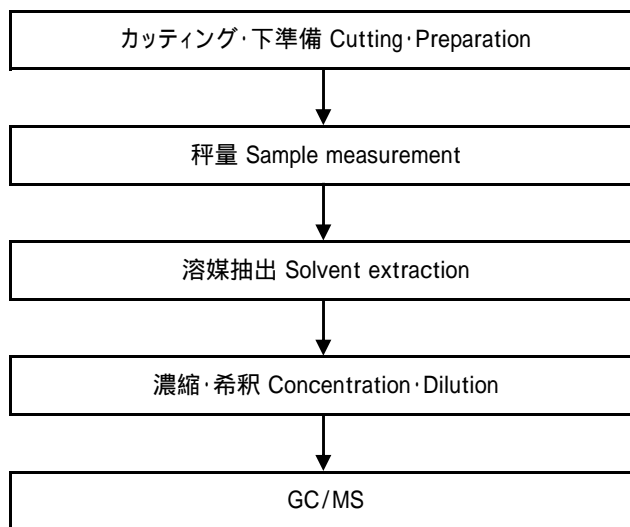 カッティング·下準備 Cutting·Preparation
秤量 Sample measurement
溶媒抽出 Solvent extraction
濃縮·希釈 Concentration·Dilution
GC/MS